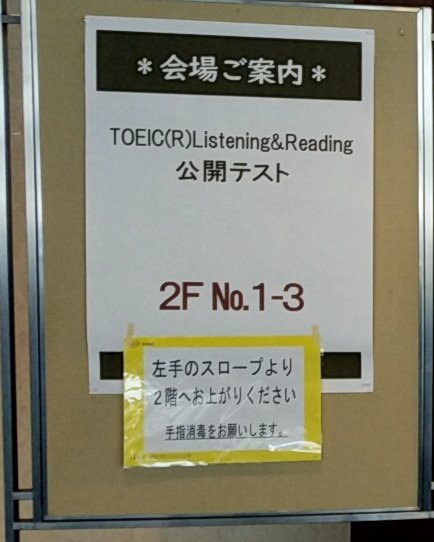 ＊会場ご案内＊
TOEIC(R)Listening&Reading
公開テスト
2F No.1-3
左手のスロープより
2階へお上がりください
手指消毒をお願いします。